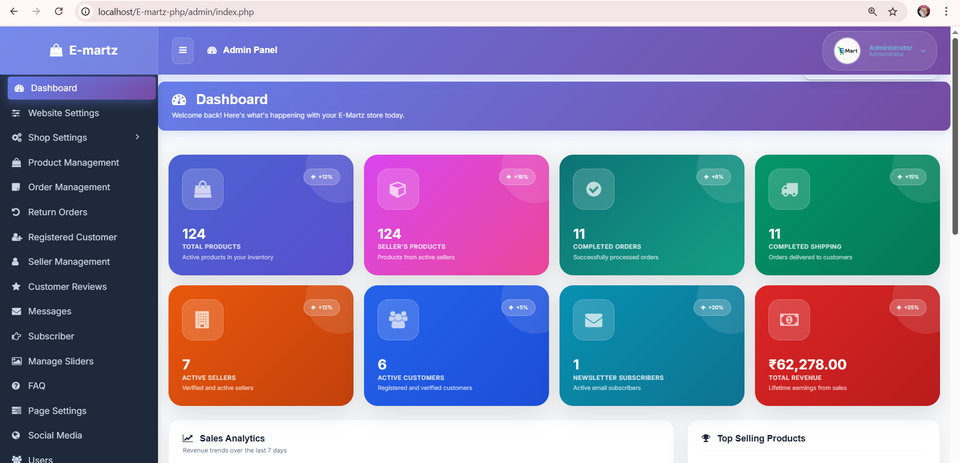 localhost/E-martz-php/admin/index.php
E-martz
Admin Panel
E-Mart
Administrator
Administrator
Dashboard
Website Settings
Shop Settings
Product Management
Order Management
Return Orders
Registered Customer
Seller Management
Customer Reviews
Messages
Subscriber
Manage Sliders
FAQ
Page Settings
Social Media
Users
Dashboard
Welcome back! Here's what's happening with your E-Martz store today.
+12%
124
TOTAL PRODUCTS
Active products in your inventory
+18%
124
SELLER'S PRODUCTS
Products from active sellers
+8%
11
COMPLETED ORDERS
Successfully processed orders
+15%
11
COMPLETED SHIPPING
Orders delivered to customers
+12%
7
ACTIVE SELLERS
Verified and active sellers
+5%
6
ACTIVE CUSTOMERS
Registered and verified customers
+20%
1
NEWSLETTER SUBSCRIBERS
Active email subscribers
+25%
₹62,278.00
TOTAL REVENUE
Lifetime earnings from sales
Sales Analytics
Revenue trends over the last 7 days
Top Selling Products